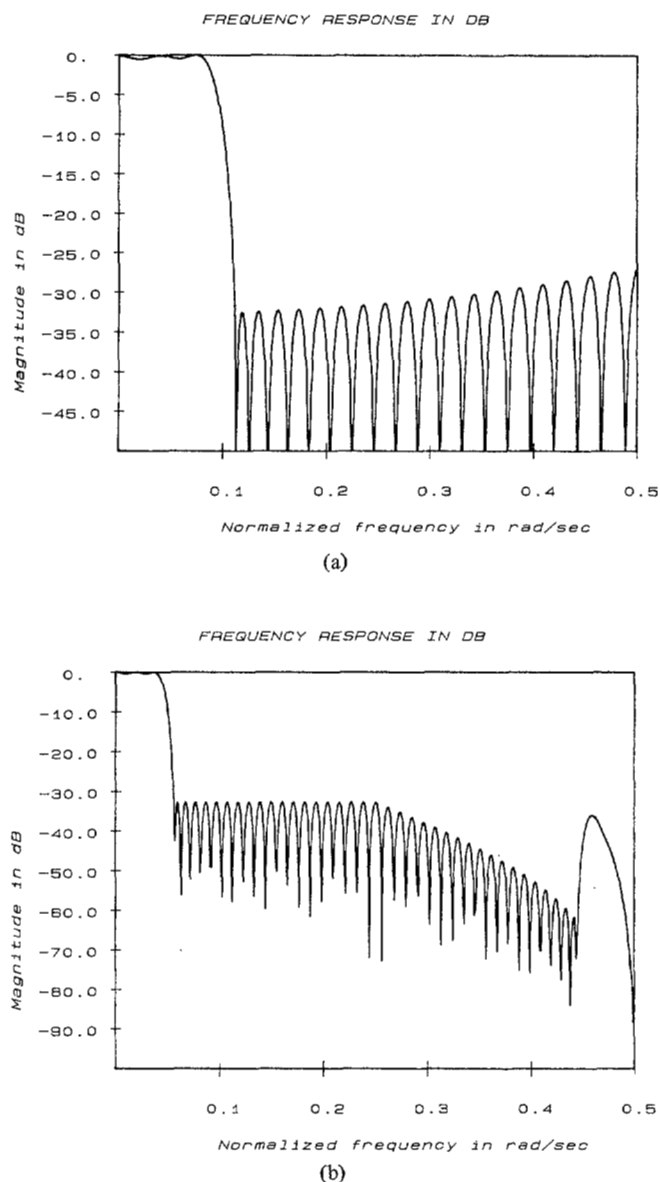 FREQUENCY RESPONSE IN DB
0.
-5.0
-10.0
-15.0
-20.0
-25.0
-30.0
-35.0
-40.0
-45.0
Magnitude in dB
0.1 0.2 0.3 0.4 0.5
Normalized frequency in rad/sec
(a)
FREQUENCY RESPONSE IN DB
0.
-10.0
-20.0
-30.0
-40.0
-50.0
-60.0
-70.0
-80.0
-90.0
Magnitude in dB
0.1 0.2 0.3 0.4 0.5
Normalized frequency in rad/sec
(b)